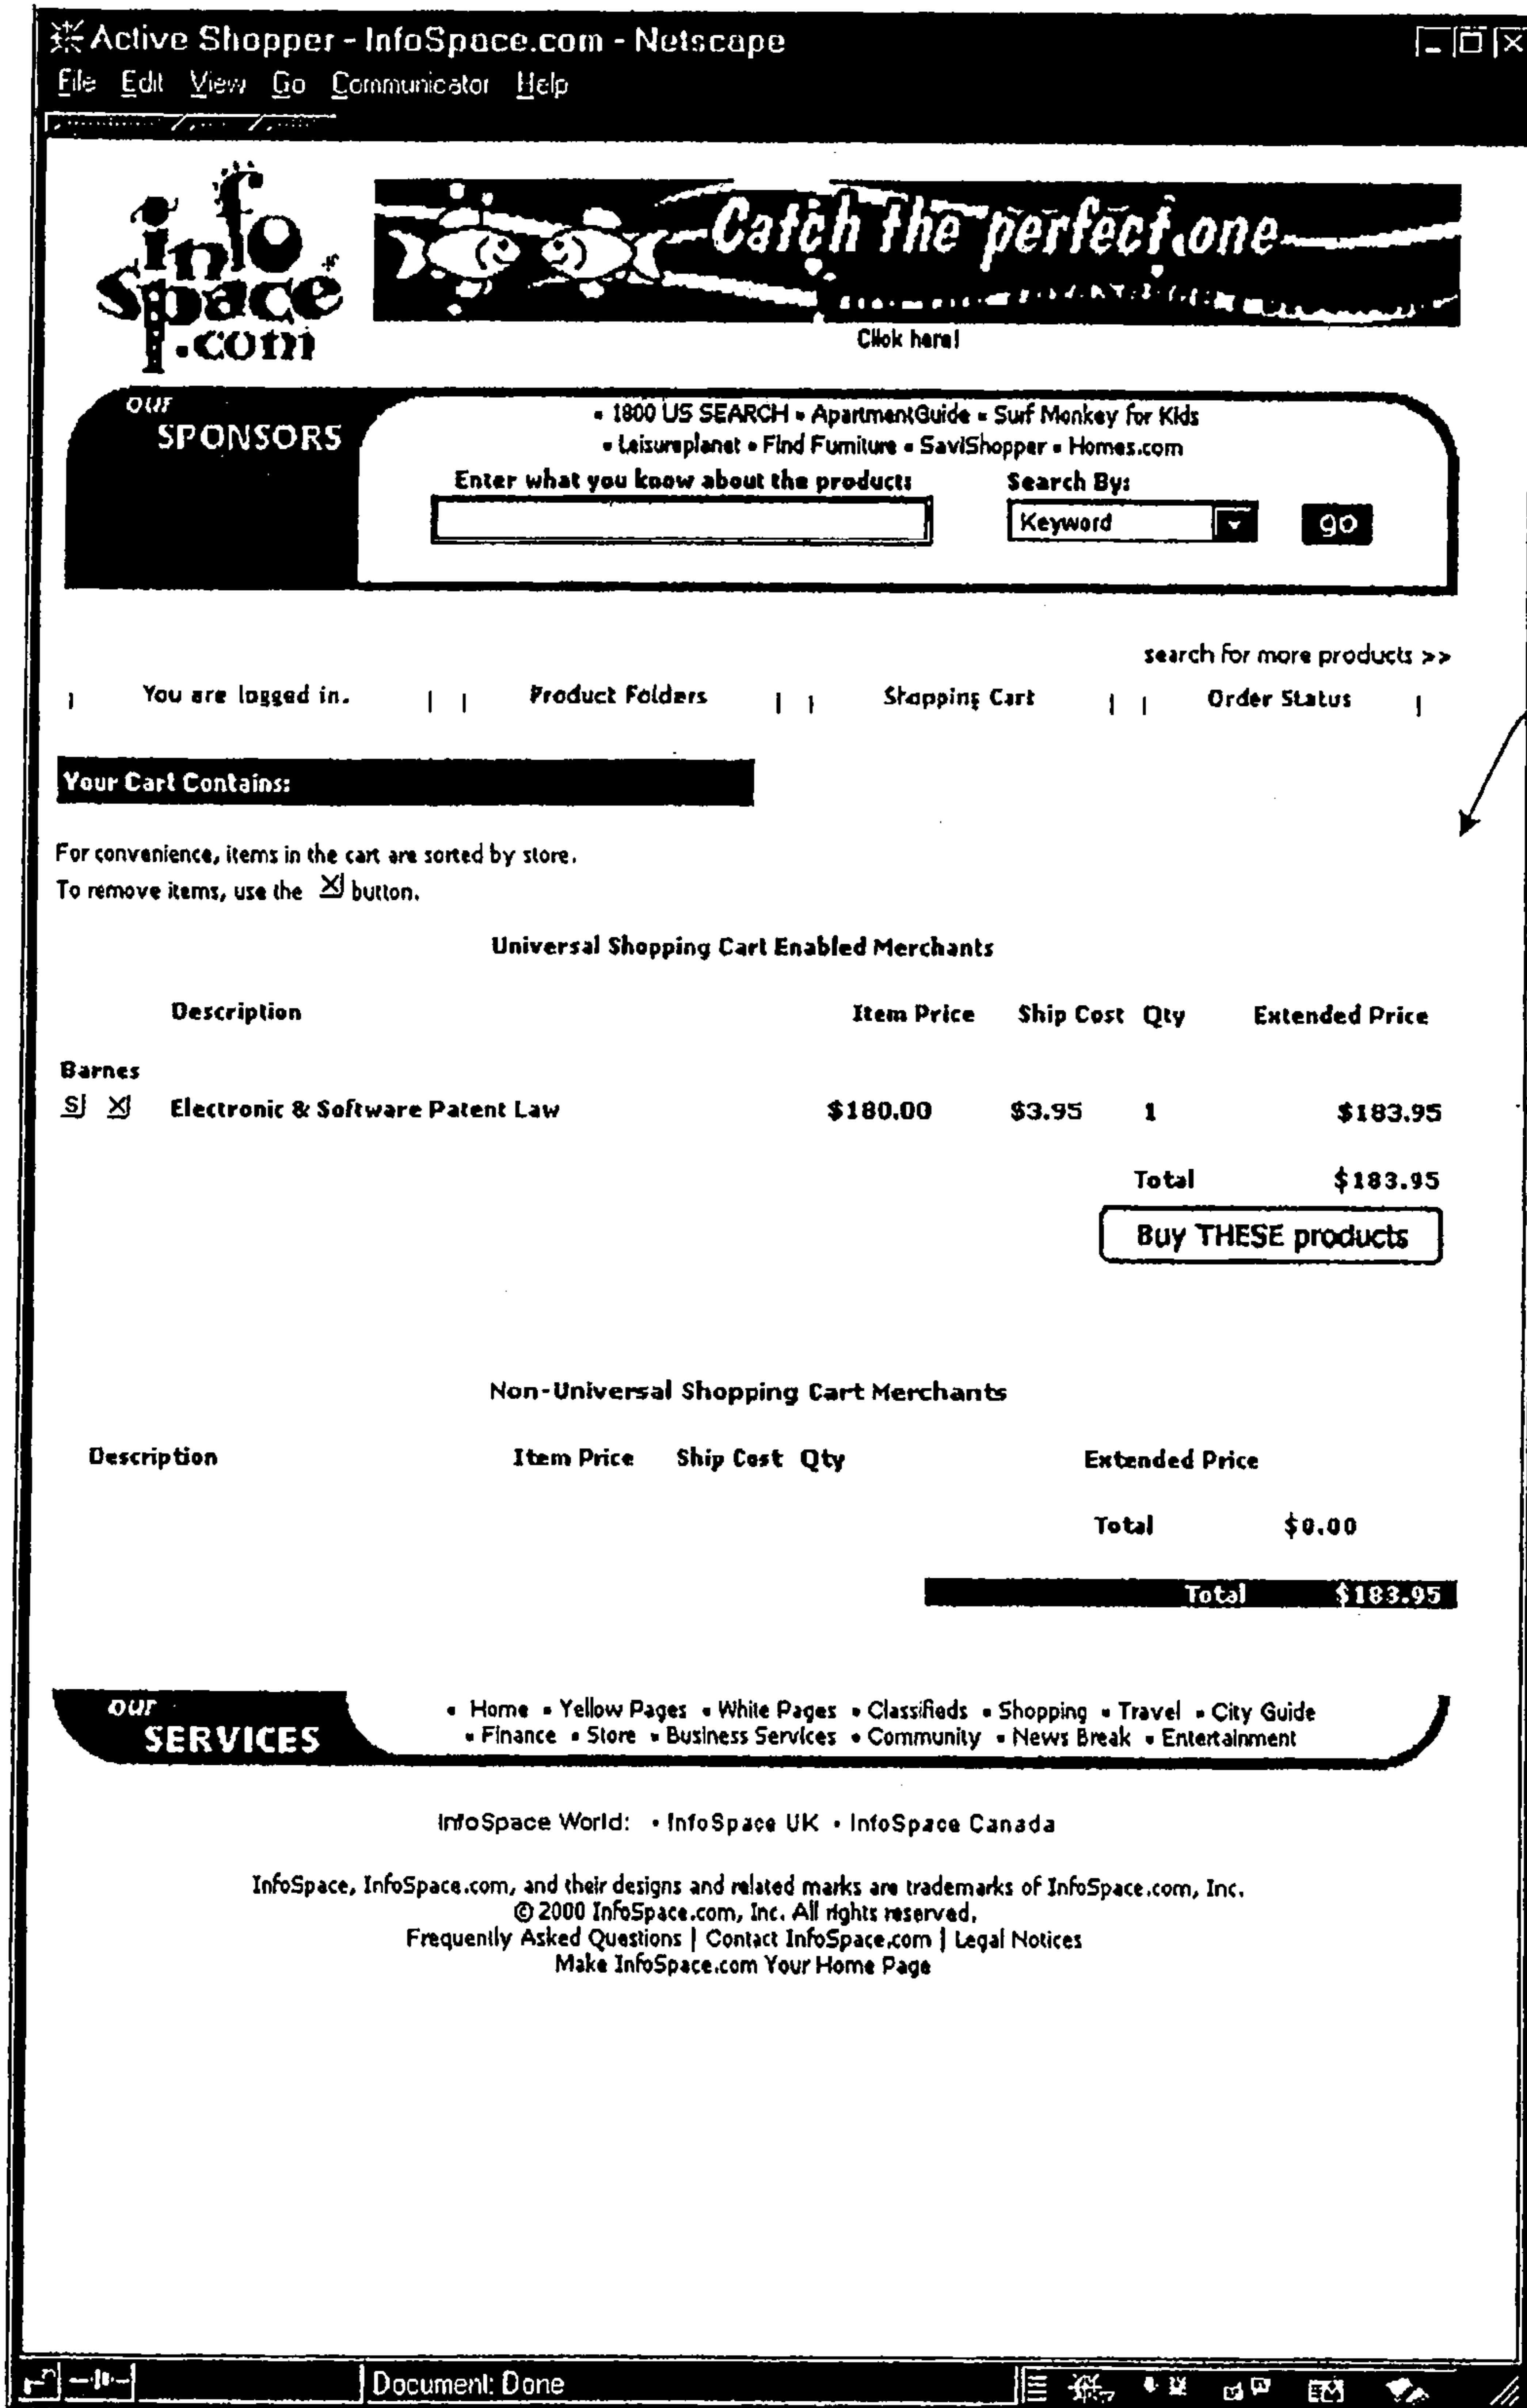 Active Shopper - InfoSpace.com - Netscape
File Edit View Go Communicator Help
info
space
.com
Catch the perfect one
Click here!
our
SPONSORS
▪ 1800 US SEARCH ▪ ApartmentGuide ▪ Surf Monkey for Kids
▪ Leisureplanet ▪ Find Furniture ▪ SaviShopper ▪ Homes.com
Enter what you know about the product: Search By:
Keyword go
search for more products >>
| You are logged in. | | Product Folders | | Shopping Cart | | Order Status |
Your Cart Contains:
For convenience, items in the cart are sorted by store.
To remove items, use the X button.
Universal Shopping Cart Enabled Merchants
Description Item Price Ship Cost Qty Extended Price
Barnes
S X Electronic & Software Patent Law $180.00 $3.95 1 $183.95
Total $183.95
Buy THESE products
Non-Universal Shopping Cart Merchants
Description Item Price Ship Cost Qty Extended Price
Total $0.00
Total $183.95
our
SERVICES
▪ Home ▪ Yellow Pages ▪ White Pages ▪ Classifieds ▪ Shopping ▪ Travel ▪ City Guide
▪ Finance ▪ Store ▪ Business Services ▪ Community ▪ News Break ▪ Entertainment
InfoSpace World: • InfoSpace UK • InfoSpace Canada
InfoSpace, InfoSpace.com, and their designs and related marks are trademarks of InfoSpace.com, Inc.
© 2000 InfoSpace.com, Inc. All rights reserved.
Frequently Asked Questions | Contact InfoSpace.com | Legal Notices
Make InfoSpace.com Your Home Page
Document: Done